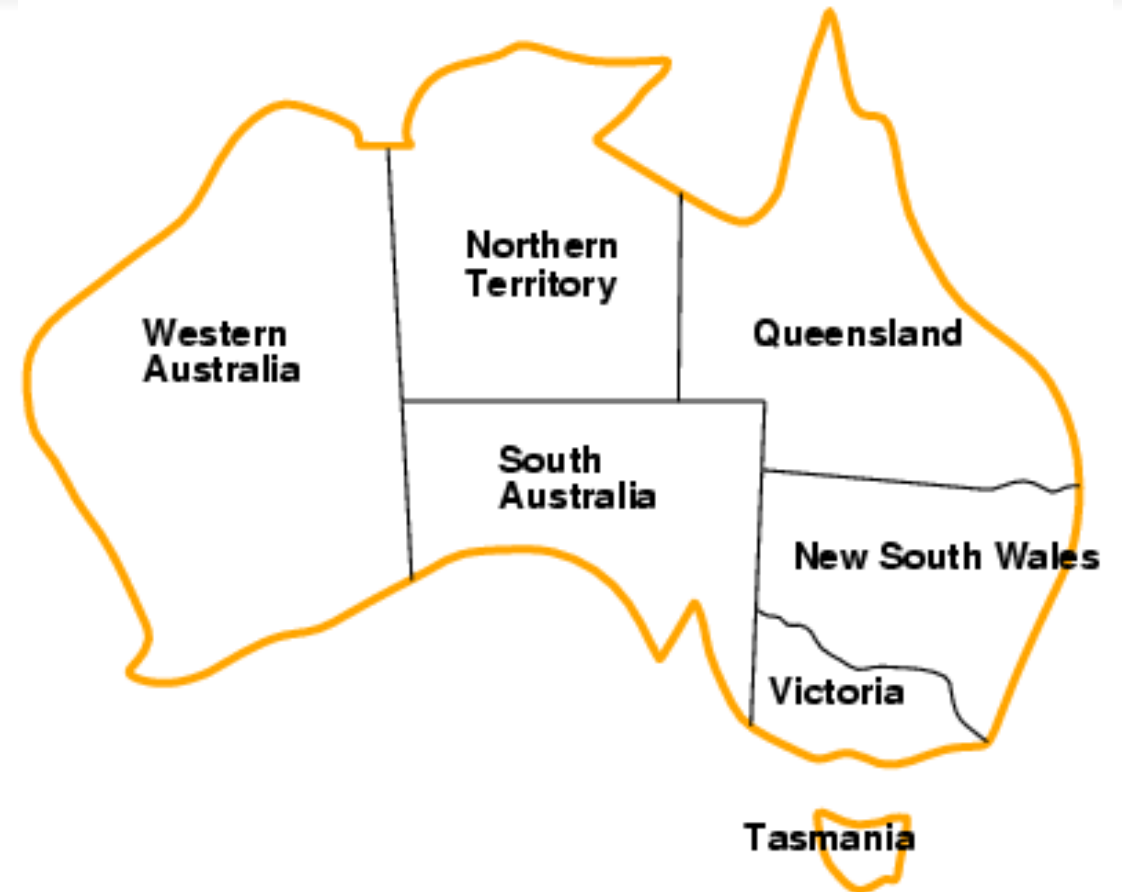 Northern
Territory
Western
Australia
Queensland
South
Australia
New South Wales
Victoria
Tasmania